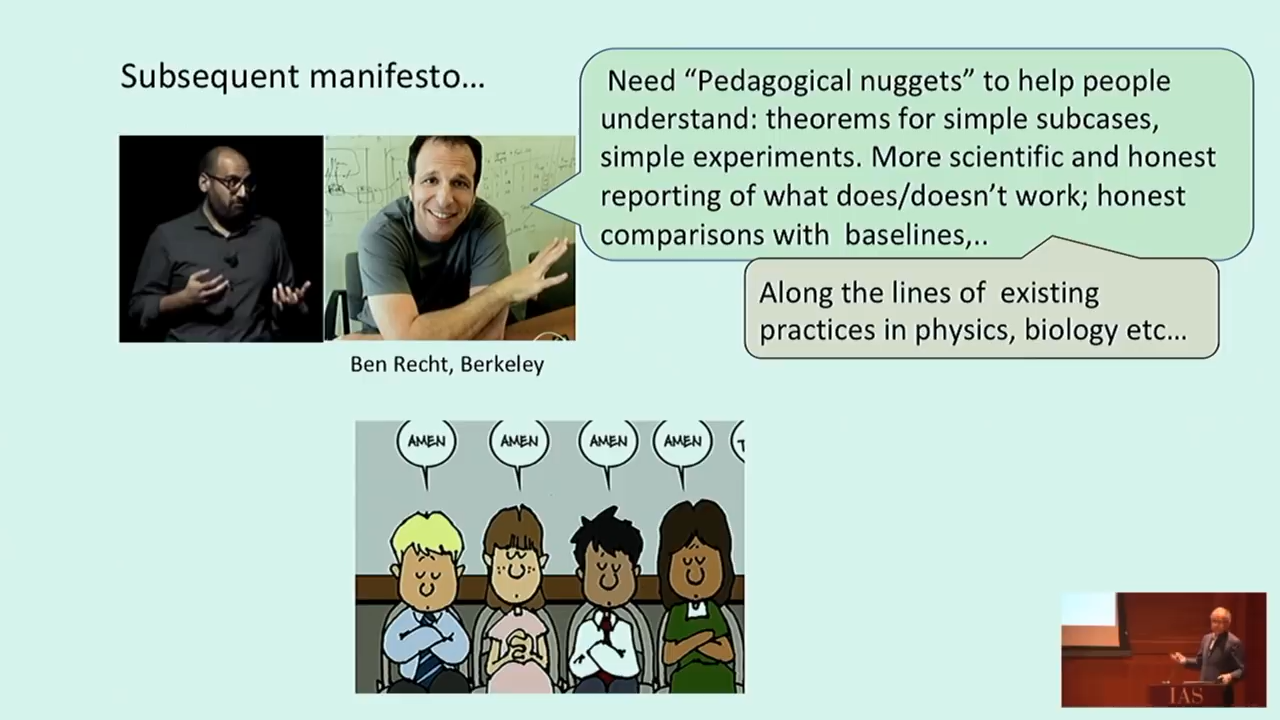 Subsequent manifesto…
Need “Pedagogical nuggets” to help people
understand: theorems for simple subcases,
simple experiments. More scientific and honest
reporting of what does/doesn’t work; honest
comparisons with baselines,..
Along the lines of existing
practices in physics, biology etc…
Ben Recht, Berkeley
AMEN
AMEN
AMEN
AMEN
T
IAS